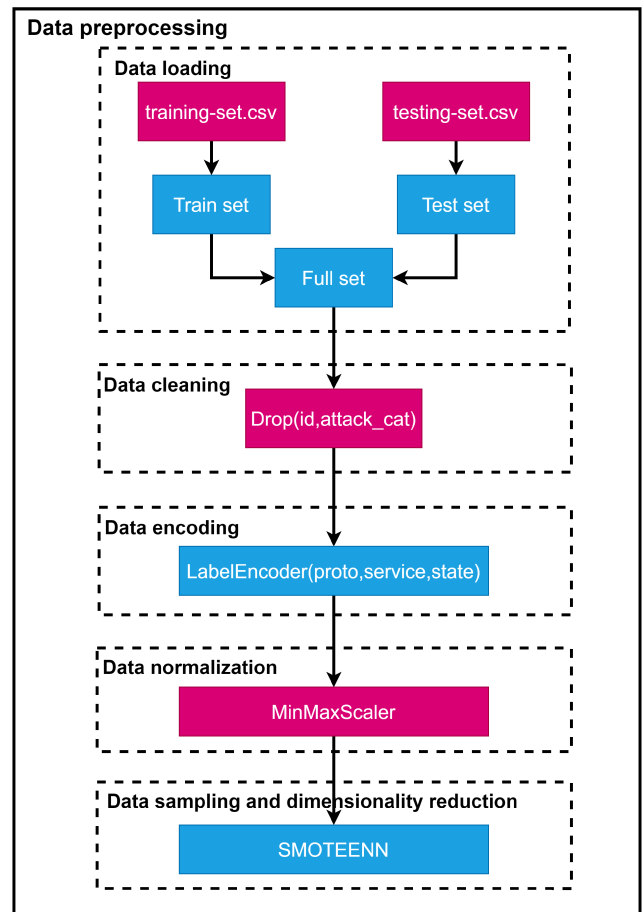 Data preprocessing
Data loading
training-set.csv
testing-set.csv
Train set
Test set
Full set
Data cleaning
Drop(id,attack_cat)
Data encoding
LabelEncoder(proto,service,state)
Data normalization
MinMaxScaler
Data sampling and dimensionality reduction
SMOTEENN